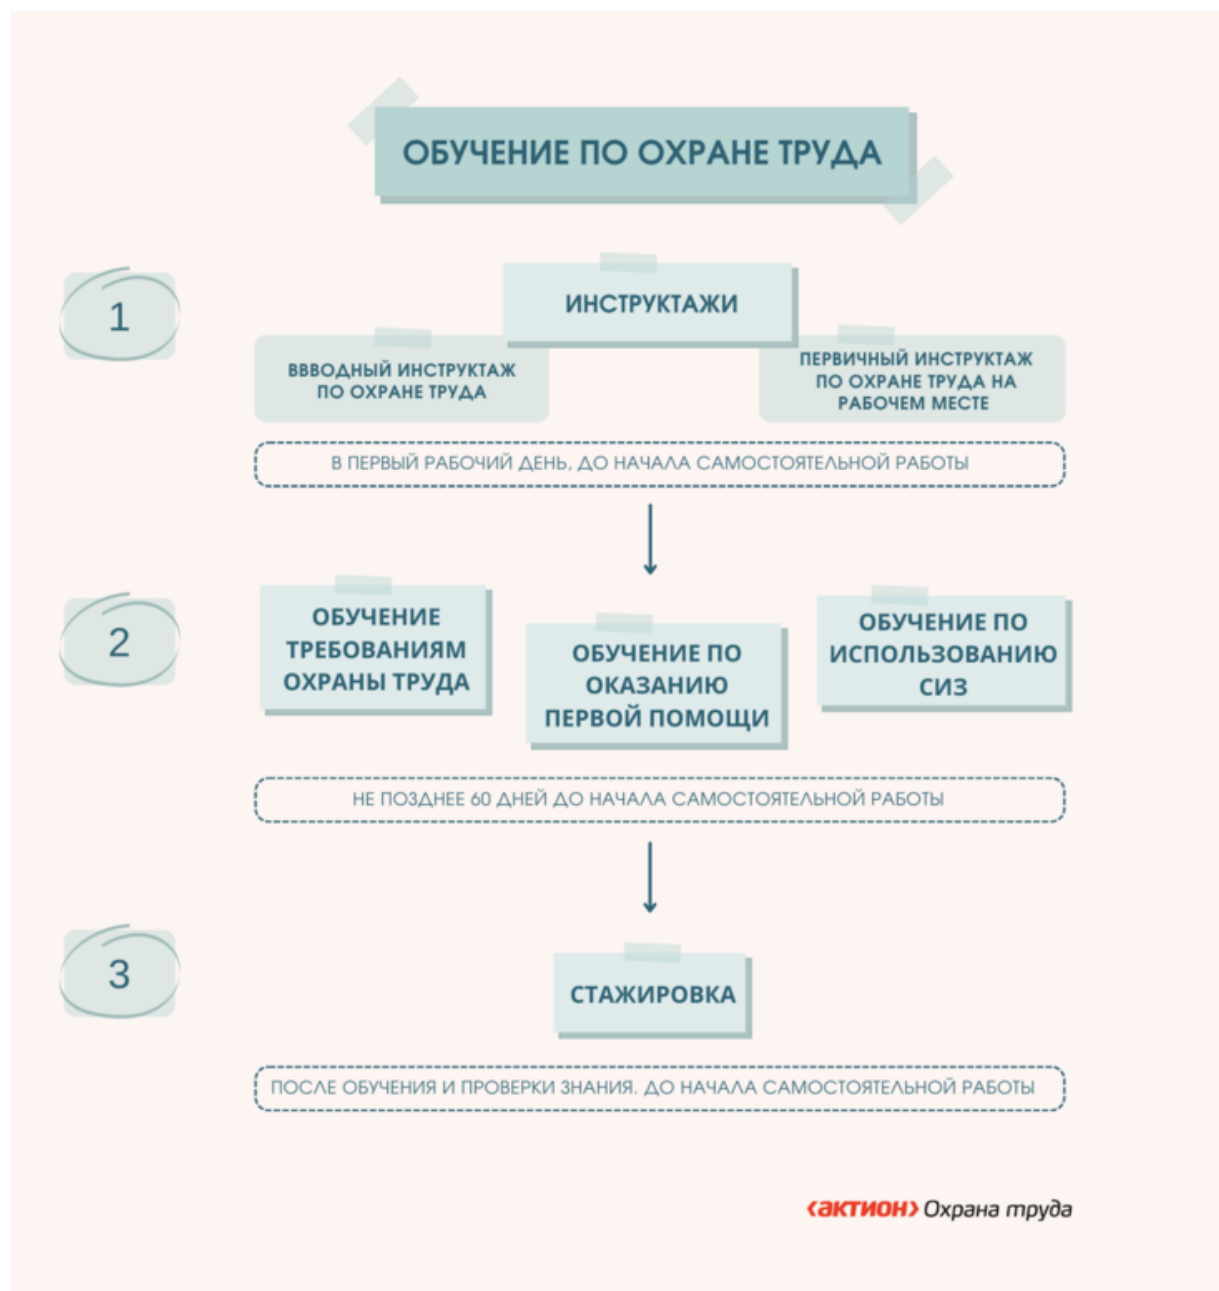 ОБУЧЕНИЕ ПО ОХРАНЕ ТРУДА
1
ИНСТРУКТАЖИ
ВВВОДНЫЙ ИНСТРУКТАЖ
ПО ОХРАНЕ ТРУДА
ПЕРВИЧНЫЙ ИНСТРУКТАЖ
ПО ОХРАНЕ ТРУДА НА
РАБОЧЕМ МЕСТЕ
В ПЕРВЫЙ РАБОЧИЙ ДЕНЬ, ДО НАЧАЛА САМОСТОЯТЕЛЬНОЙ РАБОТЫ
2
ОБУЧЕНИЕ
ТРЕБОВАНИЯМ
ОХРАНЫ ТРУДА
ОБУЧЕНИЕ ПО
ОКАЗАНИЮ
ПЕРВОЙ ПОМОЩИ
ОБУЧЕНИЕ ПО
ИСПОЛЬЗОВАНИЮ
СИЗ
НЕ ПОЗДНЕЕ 60 ДНЕЙ ДО НАЧАЛА САМОСТОЯТЕЛЬНОЙ РАБОТЫ
3
СТАЖИРОВКА
ПОСЛЕ ОБУЧЕНИЯ И ПРОВЕРКИ ЗНАНИЯ. ДО НАЧАЛА САМОСТОЯТЕЛЬНОЙ РАБОТЫ
‹актион› Охрана труда